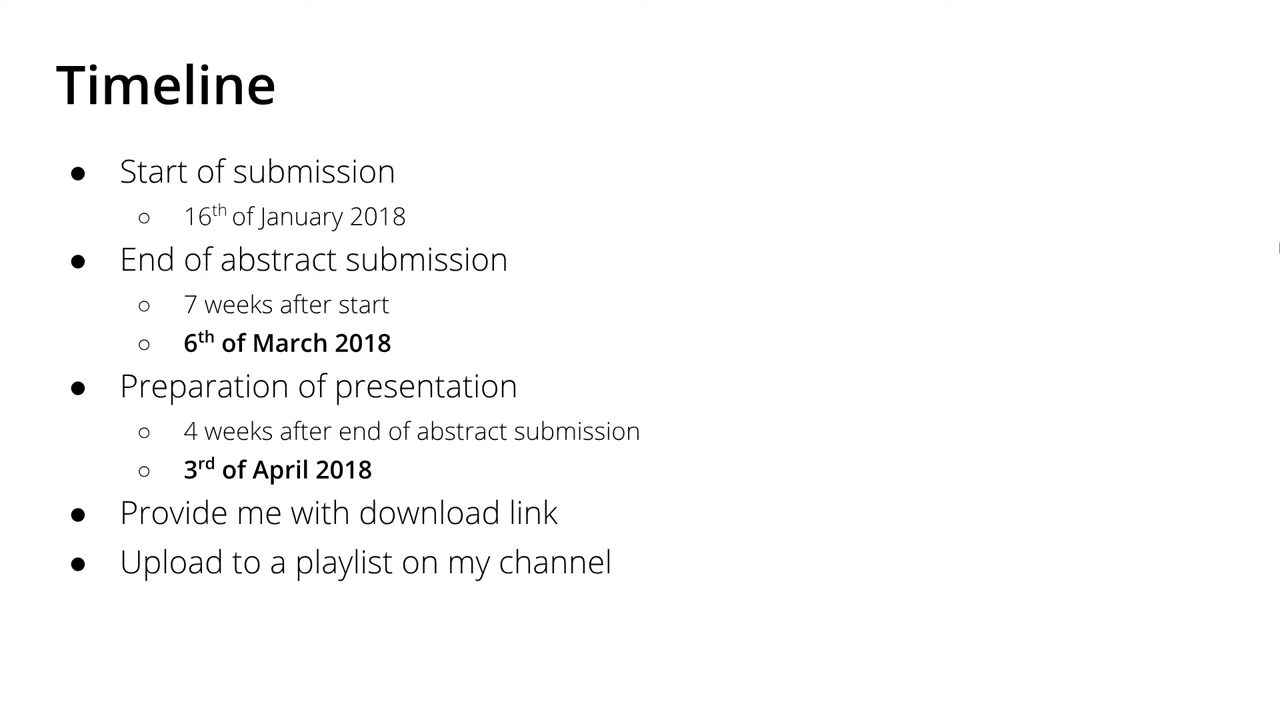 Timeline
● Start of submission
○ 16th of January 2018
● End of abstract submission
○ 7 weeks after start
○ 6th of March 2018
● Preparation of presentation
○ 4 weeks after end of abstract submission
○ 3rd of April 2018
● Provide me with download link
● Upload to a playlist on my channel